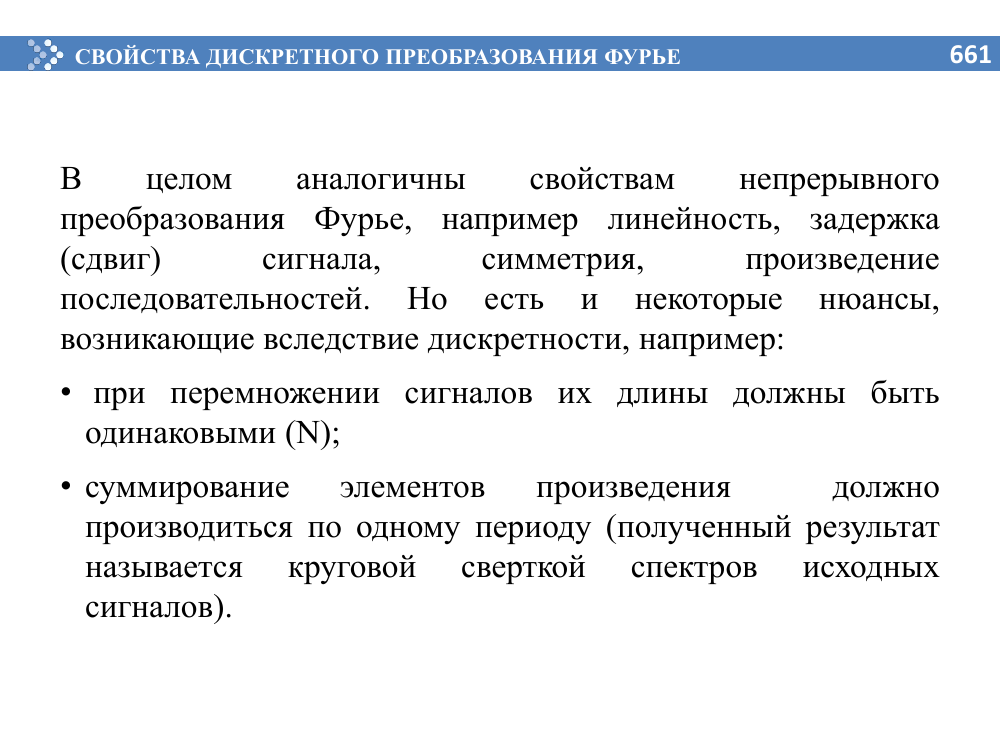 СВОЙСТВА ДИСКРЕТНОГО ПРЕОБРАЗОВАНИЯ ФУРЬЕ
661
В целом аналогичны свойствам непрерывного
преобразования Фурье, например линейность, задержка
(сдвиг) сигнала, симметрия, произведение
последовательностей. Но есть и некоторые нюансы,
возникающие вследствие дискретности, например:
• при перемножении сигналов их длины должны быть
одинаковыми (N);
• суммирование элементов произведения должно
производиться по одному периоду (полученный результат
называется круговой сверткой спектров исходных
сигналов).